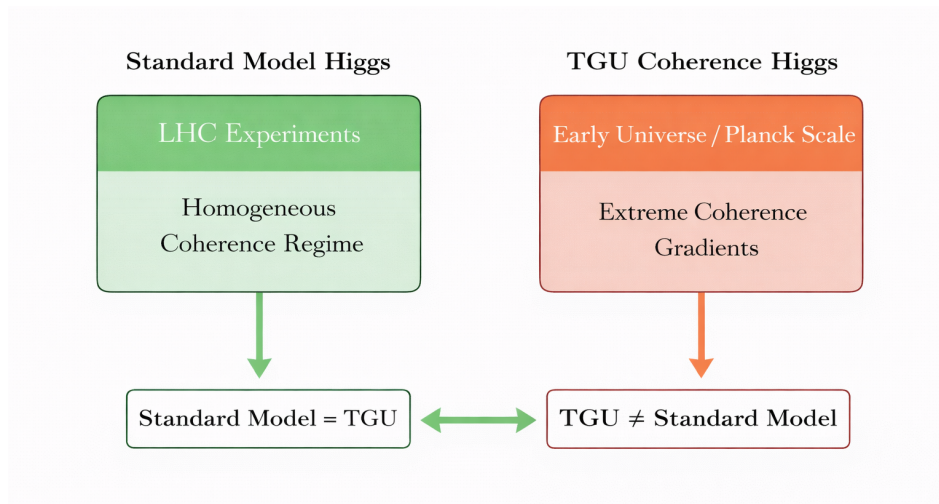 Standard Model Higgs
LHC Experiments
Homogeneous
Coherence Regime
Standard Model = TGU
TGU Coherence Higgs
Early Universe / Planck Scale
Extreme Coherence
Gradients
TGU ≠ Standard Model